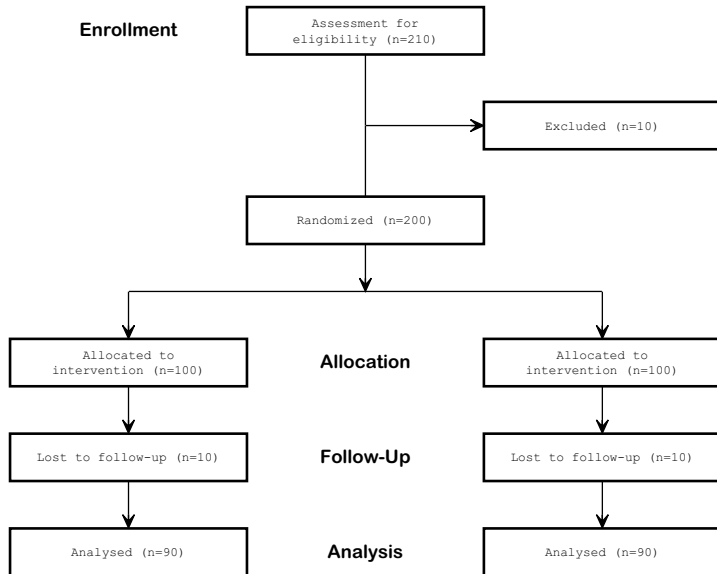 Enrollment
Assessment for
eligibility (n=210)
Excluded (n=10)
Randomized (n=200)
Allocated to
intervention (n=100)
Allocation
Allocated to
intervention (n=100)
Lost to follow-up (n=10)
Follow-Up
Lost to follow-up (n=10)
Analysed (n=90)
Analysis
Analysed (n=90)